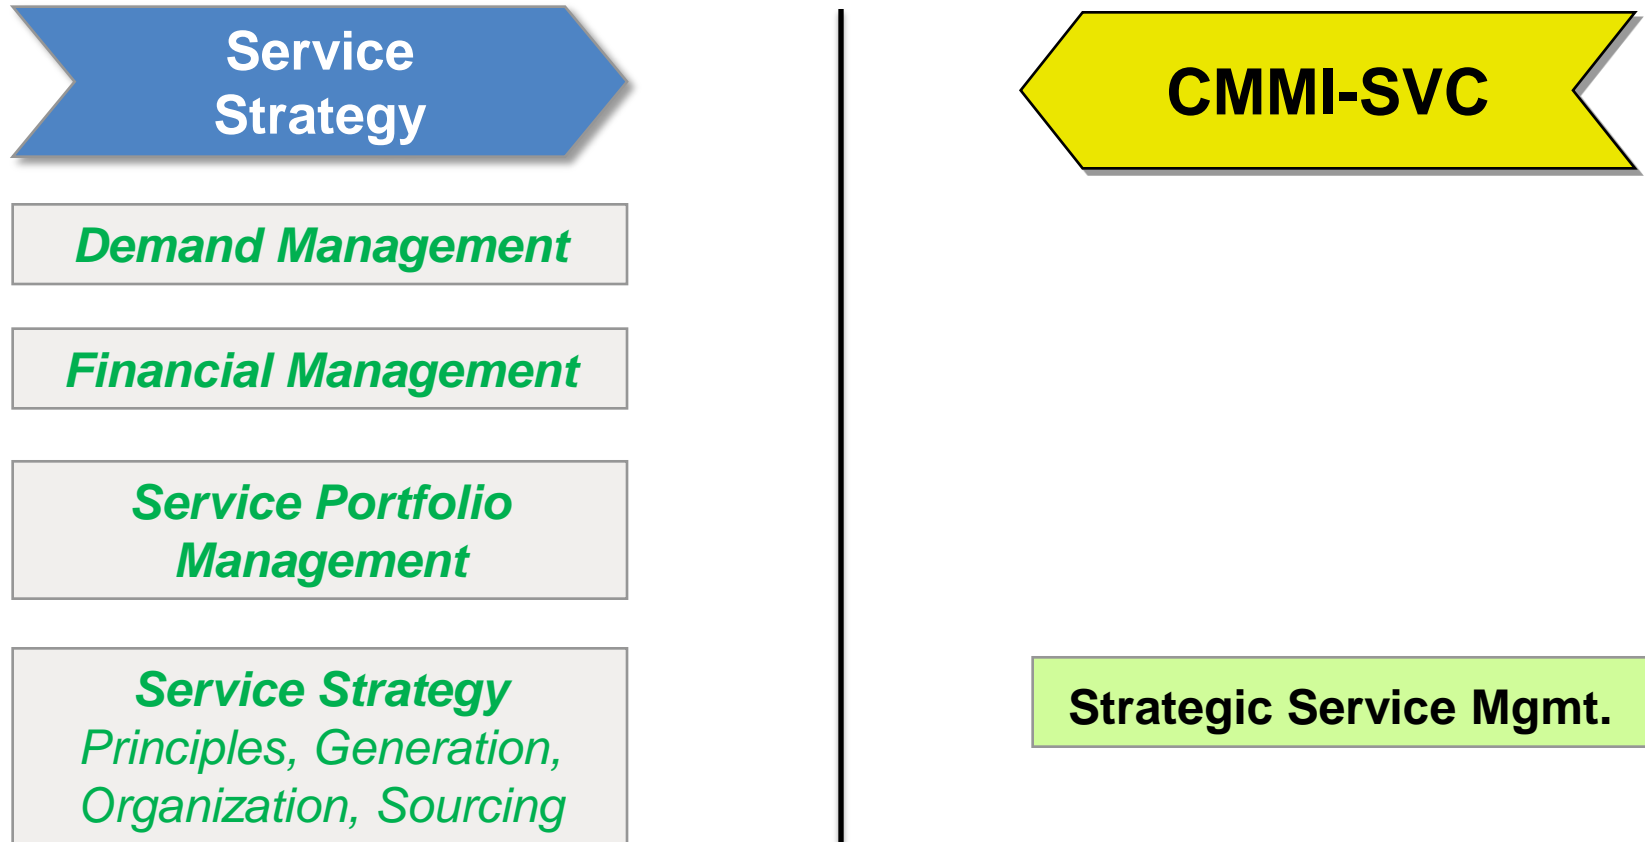 Service
Strategy
CMMI-SVC
Demand Management
Financial Management
Service Portfolio
Management
Service Strategy
Principles, Generation,
Organization, Sourcing
Strategic Service Mgmt.